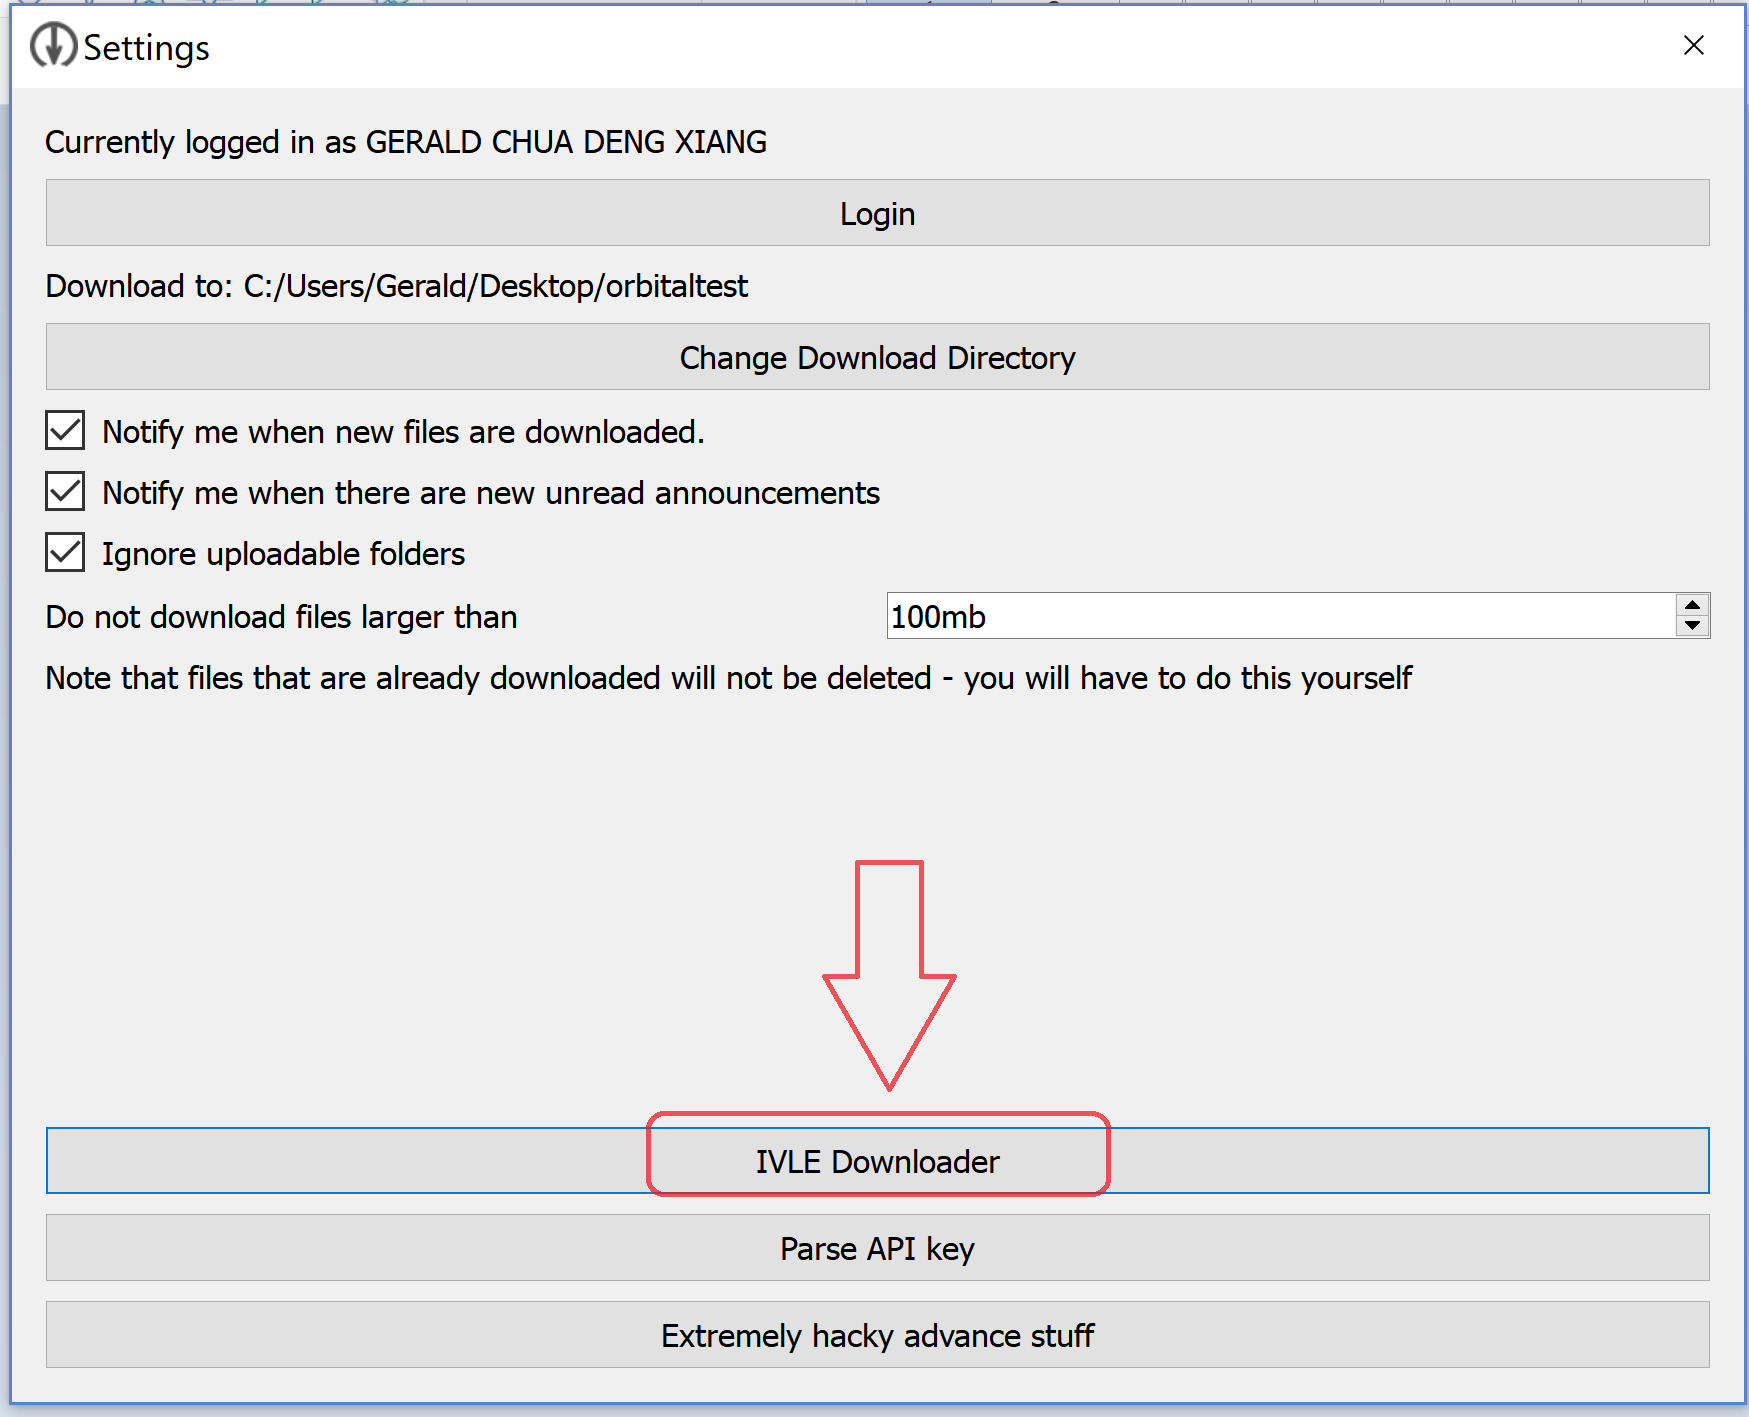 Settings
Currently logged in as GERALD CHUA DENG XIANG
Login
Download to: C:/Users/Gerald/Desktop/orbitaltest
Change Download Directory
Notify me when new files are downloaded.
Notify me when there are new unread announcements
Ignore uploadable folders
Do not download files larger than 100mb
Note that files that are already downloaded will not be deleted - you will have to do this yourself
IVLE Downloader
Parse API key
Extremely hacky advance stuff